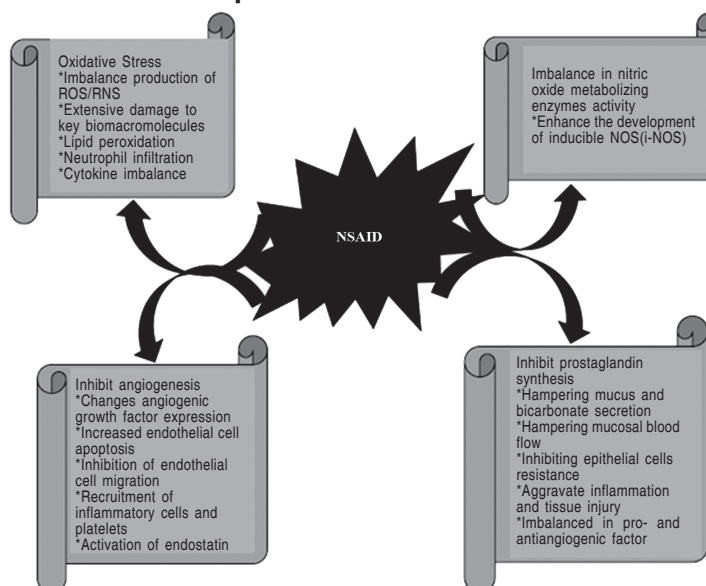 Oxidative Stress
*Imbalance production of
ROS/RNS
*Extensive damage to
key biomacromolecules
*Lipid peroxidation
*Neutrophil infiltration
*Cytokine imbalance
Imbalance in nitric
oxide metabolizing
enzymes activity
*Enhance the development
of inducible NOS(i-NOS)
NSAID
Inhibit angiogenesis
*Changes angiogenic
growth factor expression
*Increased endothelial cell
apoptosis
*Inhibition of endothelial
cell migration
*Recruitment of
inflammatory cells and
platelets
*Activation of endostatin
Inhibit prostaglandin
synthesis
*Hampering mucus and
bicarbonate secretion
*Hampering mucosal blood
flow
*Inhibiting epithelial cells
resistance
*Aggravate inflammation
and tissue injury
*Imbalanced in pro- and
antiangiogenic factor